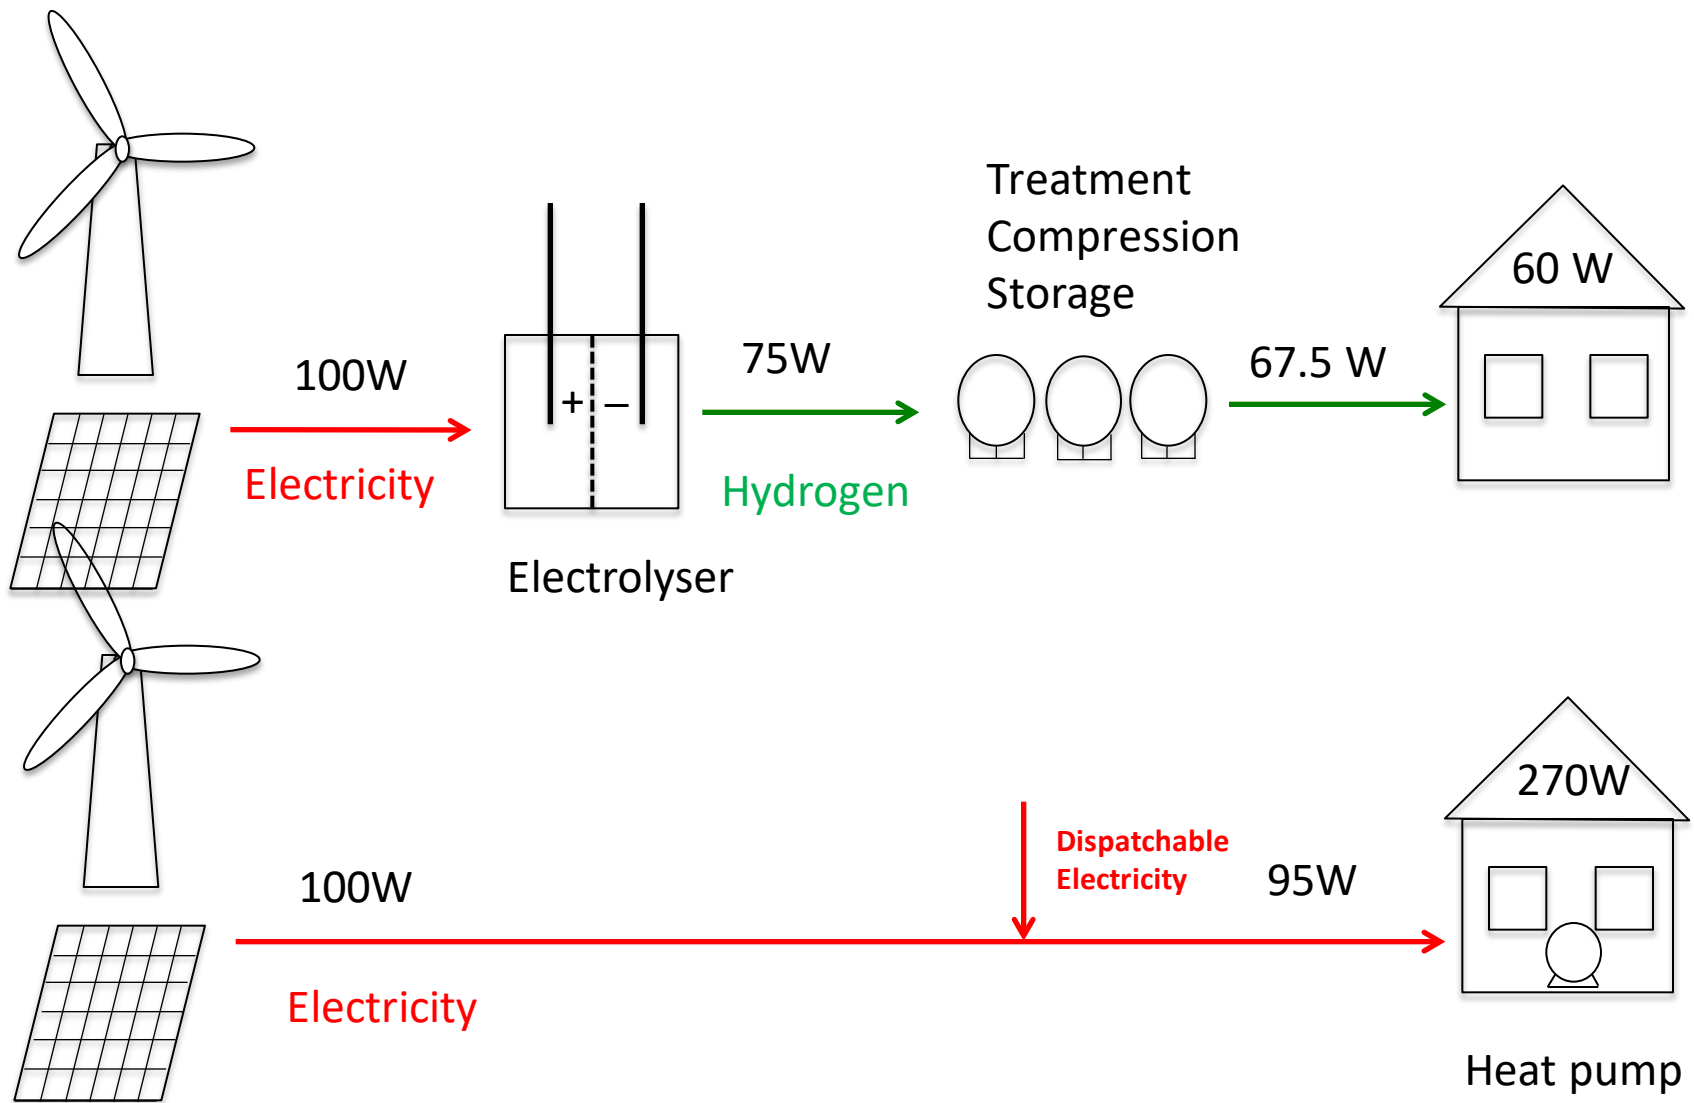 Treatment
Compression
Storage
60 W
100W
75W
67.5 W
+ –
Electricity
Hydrogen
Electrolyser
270W
Dispatchable
Electricity
100W
95W
Electricity
Heat pump